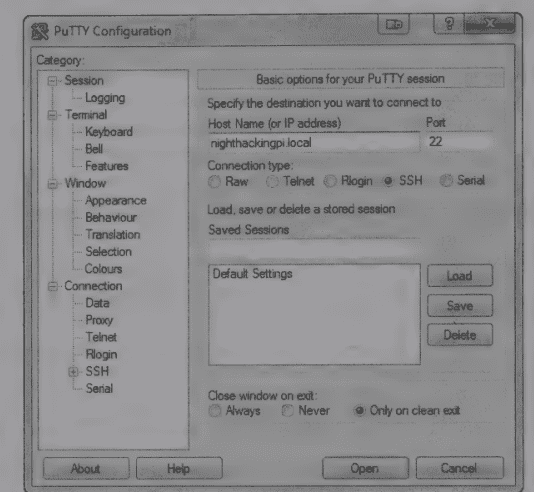 PuTTY Configuration
Category:
Session
Logging
Terminal
Keyboard
Bell
Features
Window
Appearance
Behaviour
Translation
Selection
Colours
Connection
Data
Proxy
Telnet
Rlogin
SSH
Serial
Basic options for your PuTTY session
Specify the destination you want to connect to
Host Name (or IP address) Port
nighthackingpi.local 22
Connection type:
Raw Telnet Rlogin SSH Serial
Load, save or delete a stored session
Saved Sessions
Default Settings
Load
Save
Delete
Close window on exit:
Always Never Only on clean exit
About Help Open Cancel